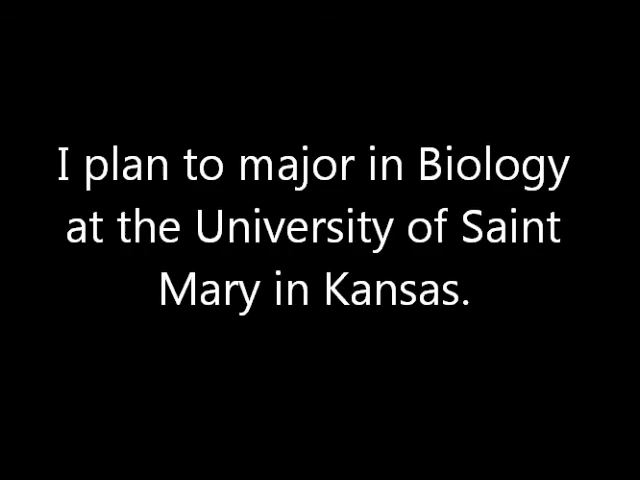 I plan to major in Biology
at the University of Saint
Mary in Kansas.